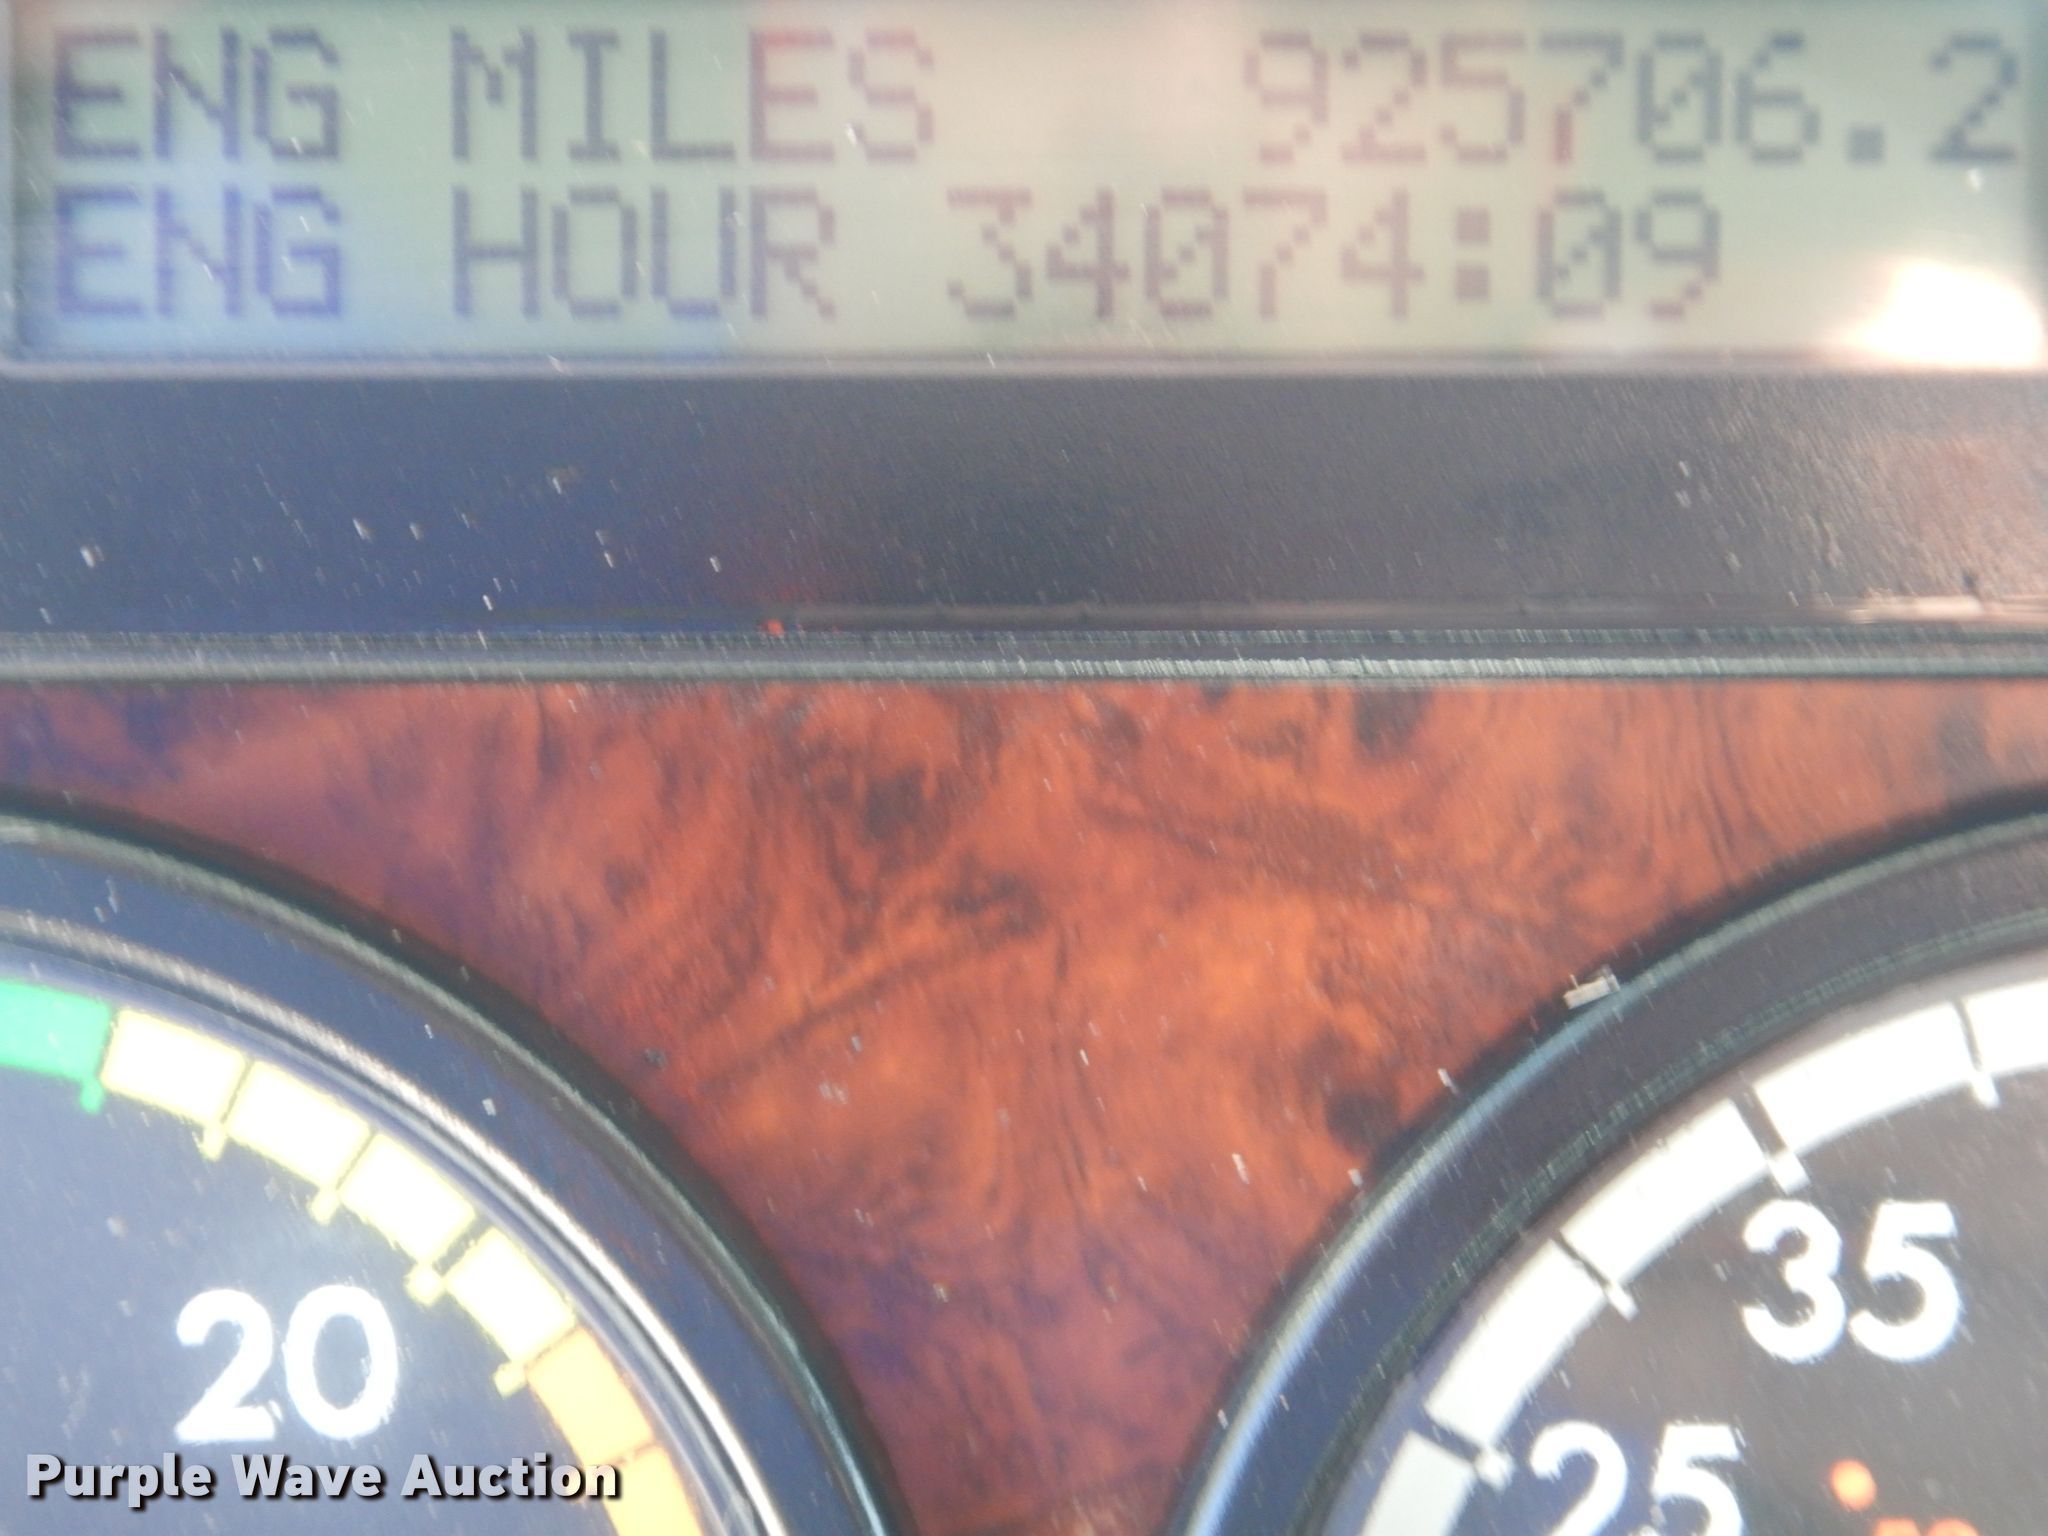 ENG MILES 925706.2
ENG HOUR 34074:09
20
35
25
Purple Wave Auction